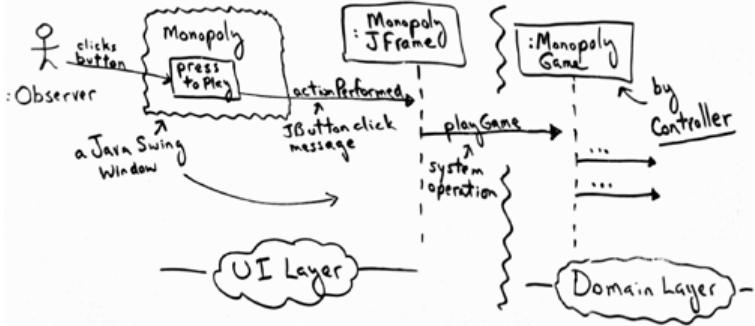 clicks
button
:Observer
Monopoly
press
to Play
a Java Swing
Window
actionPerformed
JButton click
message
: Monopoly
JFrame
playGame
system
operation
:Monopoly
Game
by
Controller
...
...
UI Layer
Domain Layer